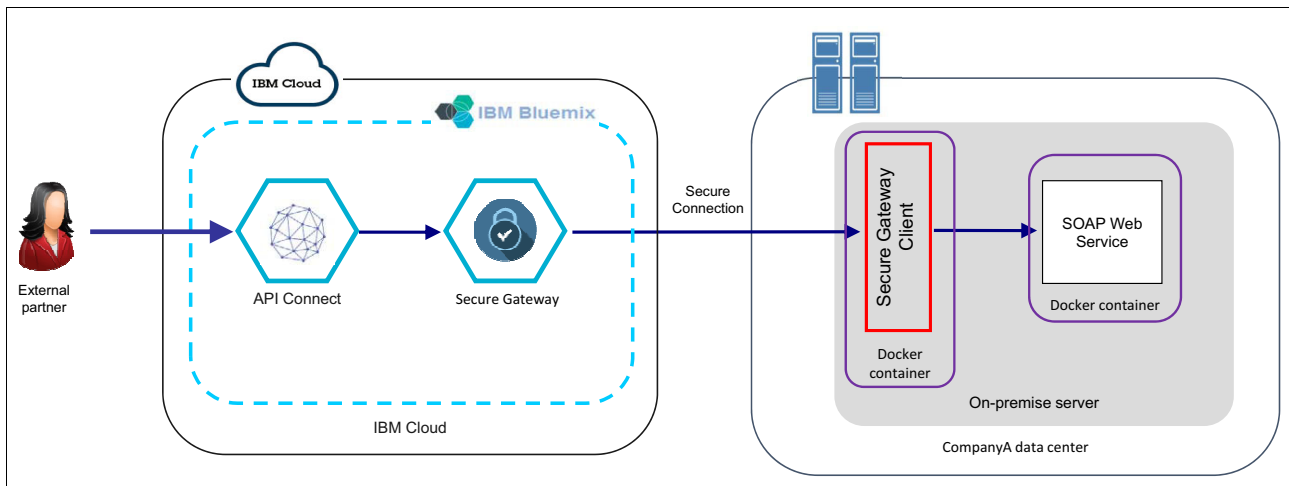 IBM Cloud
IBM Bluemix
External
partner
API Connect
Secure Gateway
IBM Cloud
Secure
Connection
Secure Gateway
Client
Docker
container
SOAP Web
Service
Docker container
On-premise server
CompanyA data center